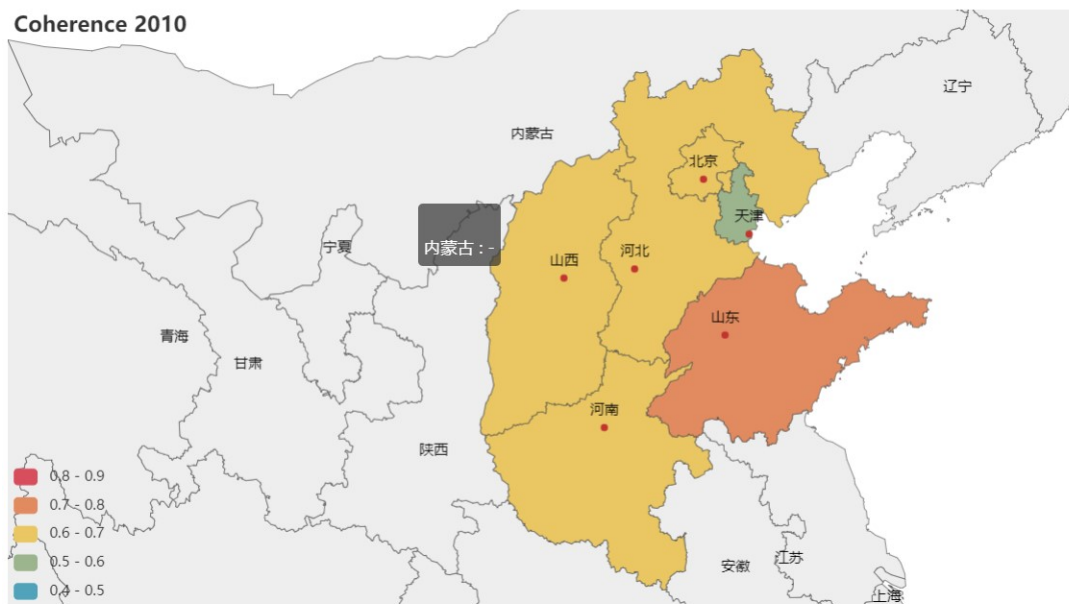 Coherence 2010
辽宁
内蒙古
北京
天津
内蒙古 : -
宁夏
河北
山西
山东
青海
甘肃
河南
陕西
0.8 - 0.9
0.7 - 0.8
0.6 - 0.7
0.5 - 0.6
0.4 - 0.5
安徽
江苏
上海